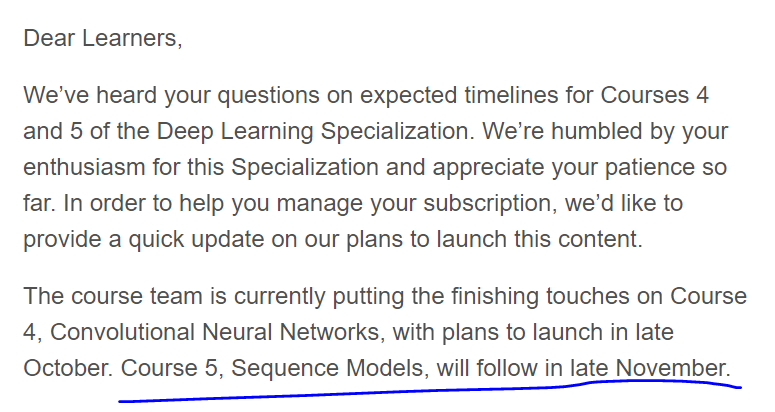 Dear Learners,
We’ve heard your questions on expected timelines for Courses 4
and 5 of the Deep Learning Specialization. We’re humbled by your
enthusiasm for this Specialization and appreciate your patience so
far. In order to help you manage your subscription, we’d like to
provide a quick update on our plans to launch this content.
The course team is currently putting the finishing touches on Course
4, Convolutional Neural Networks, with plans to launch in late
October. Course 5, Sequence Models, will follow in late November.